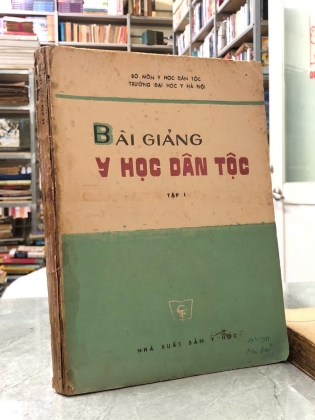 BỘ MÔN Y HỌC DÂN TỘC
TRƯỜNG ĐẠI HỌC Y HÀ NỘI
BÀI GIẢNG
Y HỌC DÂN TỘC
TẬP I
NHÀ XUẤT BẢN Y HỌC